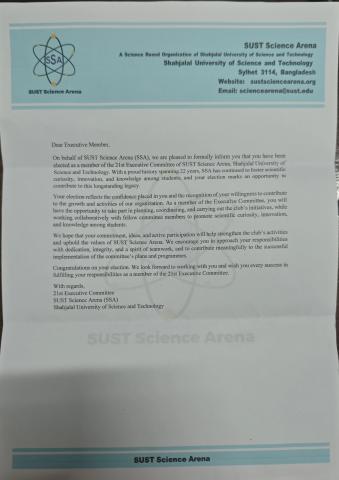 SSA
SUST Science Arena
SUST Science Arena
A Science Based Organization of Shahjalal University of Science and Technology
Shahjalal University of Science and Technology
Sylhet 3114, Bangladesh
Website: sustsciencearena.org
Email: sciencearena@sust.edu
Dear Executive Member,
On behalf of SUST Science Arena (SSA), we are pleased to formally inform you that you have been
elected as a member of the 21st Executive Committee of SUST Science Arena, Shahjalal University of
Science and Technology. With a proud history spanning 22 years, SSA has continued to foster scientific
curiosity, innovation, and knowledge among students, and your election marks an opportunity to
contribute to this longstanding legacy.
Your election reflects the confidence placed in you and the recognition of your willingness to contribute
to the growth and activities of our organization. As a member of the Executive Committee, you will
have the opportunity to take part in planning, coordinating, and carrying out the club's initiatives, while
working collaboratively with fellow committee members to promote scientific curiosity, innovation,
and knowledge among students.
We hope that your commitment, ideas, and active participation will help strengthen the club's activities
and uphold the values of SUST Science Arena. We encourage you to approach your responsibilities
with dedication, integrity, and a spirit of teamwork, and to contribute meaningfully to the successful
implementation of the committee's plans and programmes.
Congratulations on your election. We look forward to working with you and wish you every success in
fulfilling your responsibilities as a member of the 21st Executive Committee.
With regards,
21st Executive Committee
SUST Science Arena (SSA)
Shahjalal University of Science and Technology
SUST Science Arena
SUST Science Arena